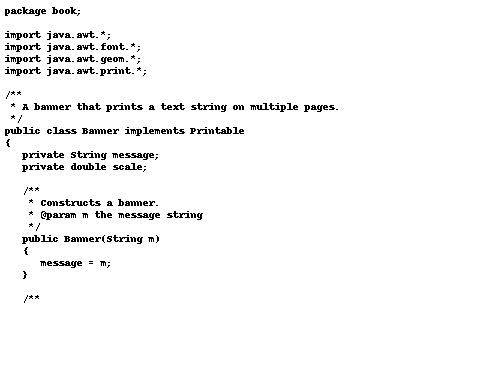 package book;

import java.awt.*;
import java.awt.font.*;
import java.awt.geom.*;
import java.awt.print.*;

/**
 * A banner that prints a text string on multiple pages.
 */
public class Banner implements Printable
{
   private String message;
   private double scale;

   /**
    * Constructs a banner.
    * @param m the message string
    */
   public Banner(String m)
   {
      message = m;
   }

   /**